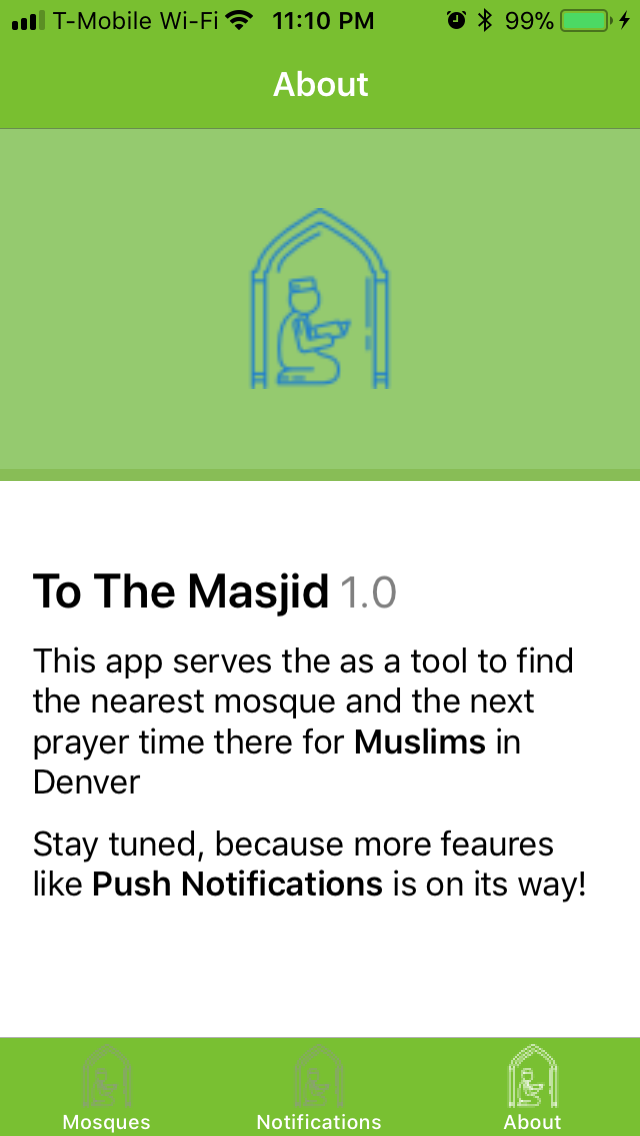 T-Mobile Wi-Fi 11:10 PM 99%
About
To The Masjid 1.0
This app serves the as a tool to find
the nearest mosque and the next
prayer time there for Muslims in
Denver
Stay tuned, because more feaures
like Push Notifications is on its way!
Mosques Notifications About